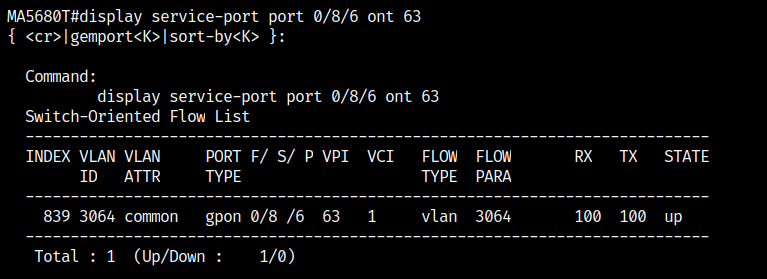 MA5680T#display service-port port 0/8/6 ont 63
{ <cr>|gemport<K>|sort-by<K> }:
Command:
display service-port port 0/8/6 ont 63
Switch-Oriented Flow List
-----------------------------------------------------------------------------
INDEX VLAN VLAN PORT F/ S/ P VPI VCI FLOW FLOW RX TX STATE
ID ATTR TYPE TYPE PARA
-----------------------------------------------------------------------------
839 3064 common gpon 0/8 /6 63 1 vlan 3064 100 100 up
-----------------------------------------------------------------------------
Total : 1 (Up/Down : 1/0)